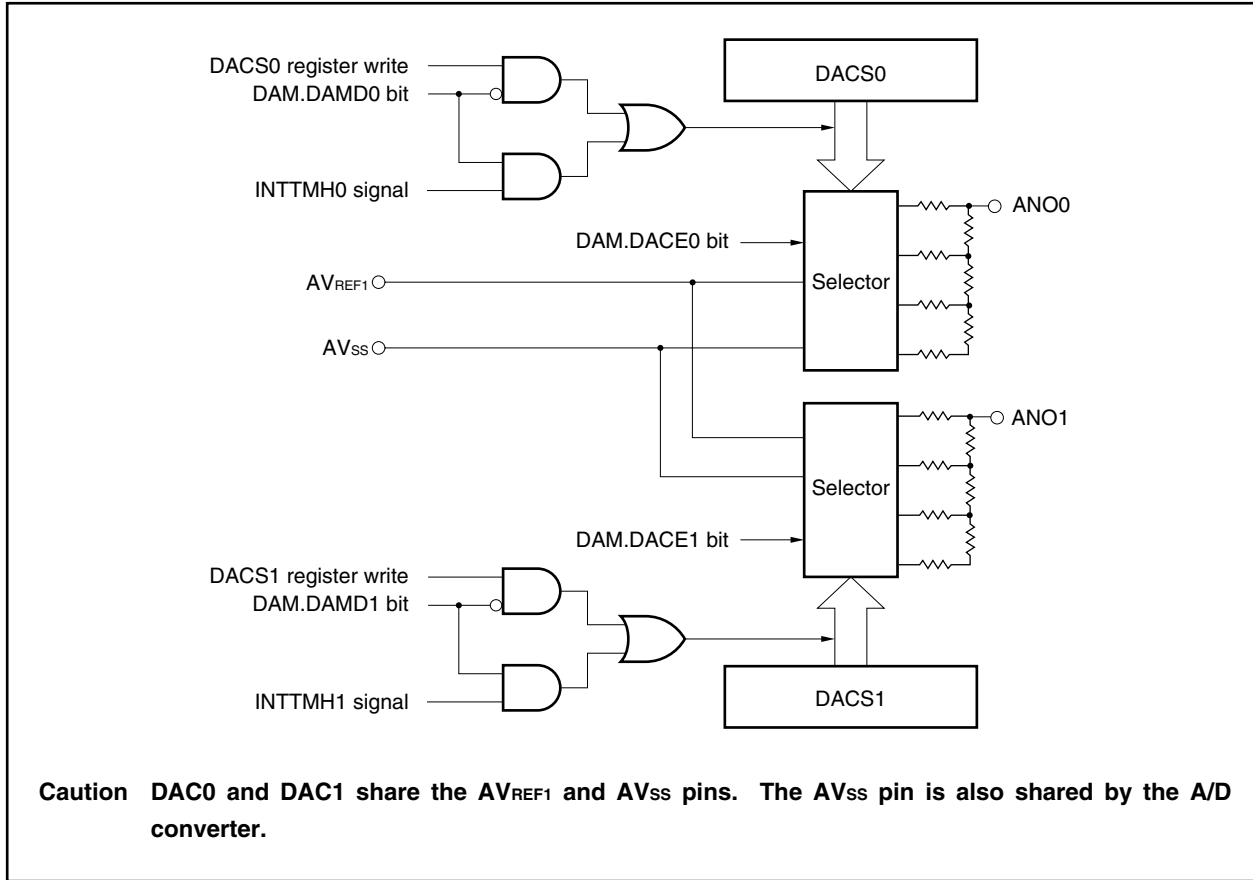 DACS0 register write
DAM.DAMD0 bit
INTTMH0 signal
DACS0
DAM.DACE0 bit
Selector
ANO0
AVREF1
AVSS
Selector
ANO1
DAM.DACE1 bit
DACS1 register write
DAM.DAMD1 bit
INTTMH1 signal
DACS1
Caution DAC0 and DAC1 share the AVREF1 and AVSS pins. The AVSS pin is also shared by the A/D
converter.